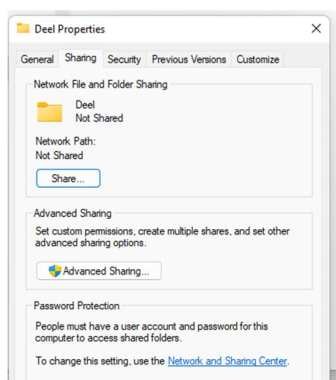 Deel Properties
General Sharing Security Previous Versions Customize
Network File and Folder Sharing
Deel
Not Shared
Network Path:
Not Shared
Share...
Advanced Sharing
Set custom permissions, create multiple shares, and set other
advanced sharing options.
Advanced Sharing...
Password Protection
People must have a user account and password for this
computer to access shared folders.
To change this setting, use the Network and Sharing Center.